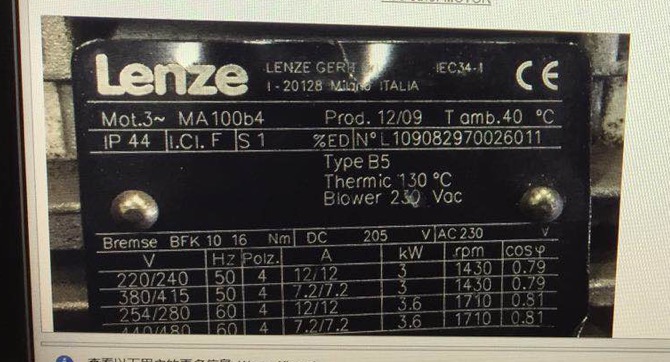 Lenze
LENZE GER
I - 20128 Milano ITALIA
IEC34-1
CE
Mot.3~ MA100b4 Prod. 12/09 T amb.40 °C
IP 44 I.Cl. F S 1 %ED N° L109082970026011
Type B5
Thermic 130 °C
Blower 230 Vac
Bremse BFK 10 16 Nm DC 205 V AC 230 V
V Hz Polz. A kW rpm cosφ
220/240 50 4 12/12 3 1430 0.79
380/415 50 4 7.2/7.2 3 1430 0.79
254/280 60 4 12/12 3.6 1710 0.81
440/480 60 4 7.2/7.2 3.6 1710 0.81